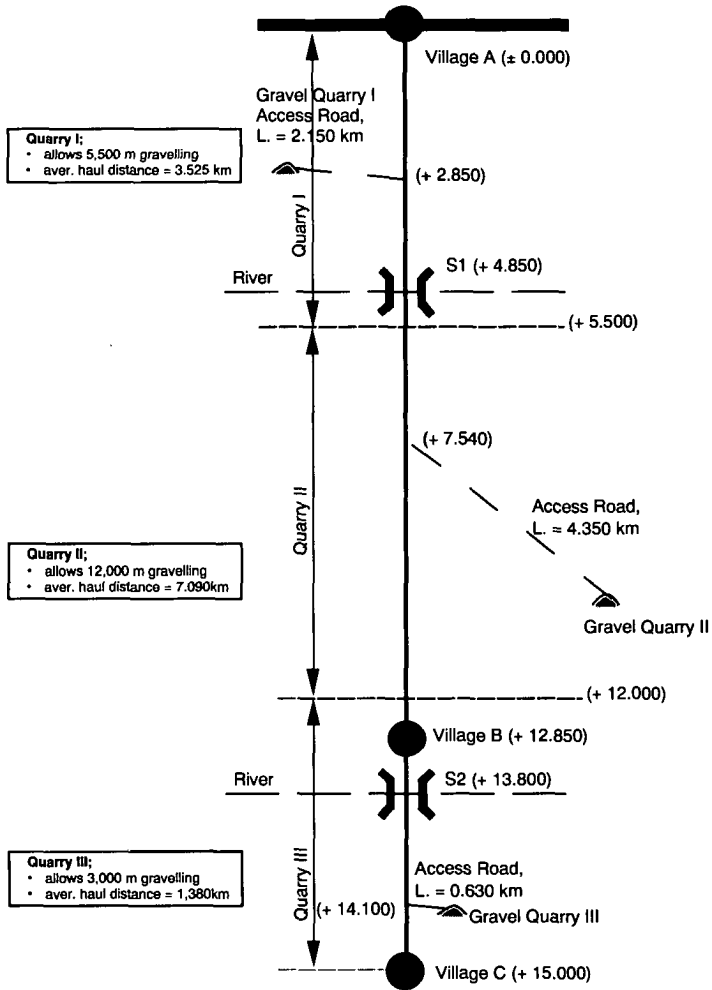 Village A (± 0.000)
Gravel Quarry I
Access Road,
L. = 2.150 km
Quarry I;
• allows 5,500 m gravelling
• aver. haul distance = 3.525 km
(+ 2.850)
Quarry I
River
S1 (+ 4.850)
(+ 5.500)
(+ 7.540)
Quarry II
Access Road,
L. = 4.350 km
Quarry II;
• allows 12,000 m gravelling
• aver. haul distance = 7.090km
Gravel Quarry II
(+ 12.000)
Village B (+ 12.850)
River
S2 (+ 13.800)
Quarry III;
• allows 3,000 m gravelling
• aver. haul distance = 1,380km
Quarry III
Access Road,
L. = 0.630 km
(+ 14.100)
Gravel Quarry III
Village C (+ 15.000)